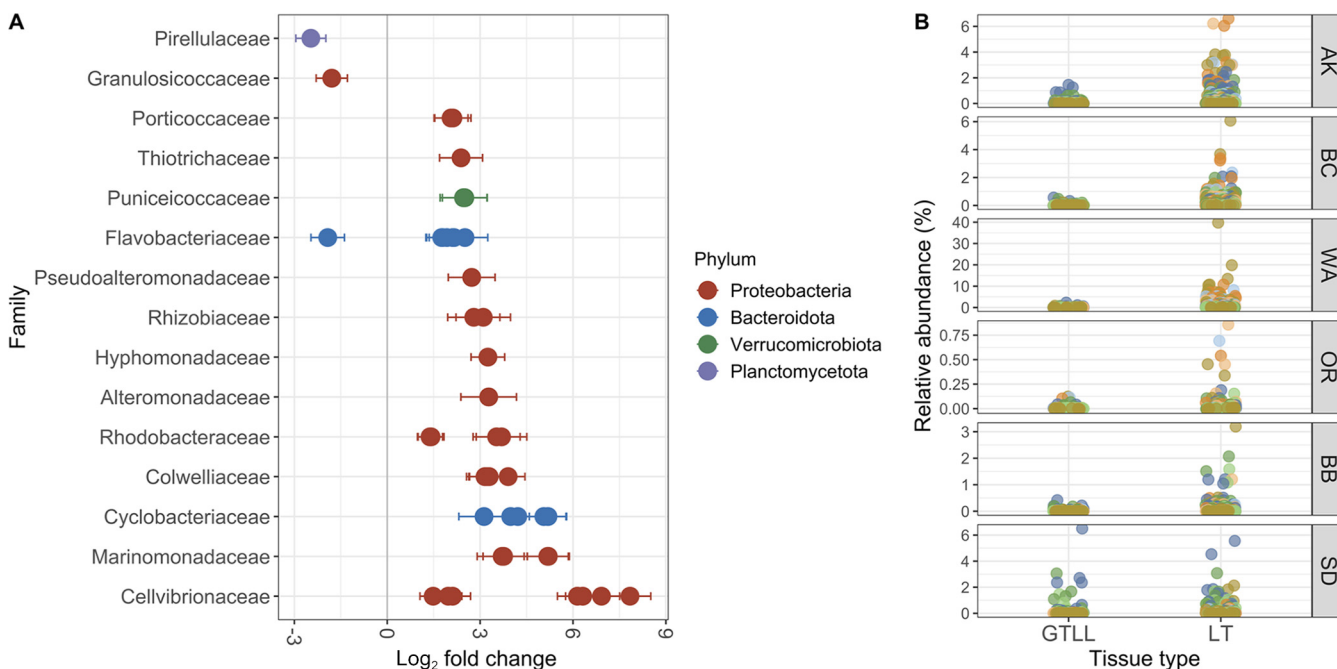 A
Family
Pirellulaceae
Granulosicoccaceae
Porticoccaceae
Thiotrichaceae
Puniceicoccaceae
Flavobacteriaceae
Pseudoalteromonadaceae
Rhizobiaceae
Hyphomonadaceae
Alteromonadaceae
Rhodobacteraceae
Colwelliaceae
Cyclobacteriaceae
Marinomonadaceae
Cellvibrionaceae
-3 0 3 6 9
Log₂ fold change
Phylum
Proteobacteria
Bacteroidota
Verrucomicrobiota
Planctomycetota
B
Relative abundance (%)
6
4
2
0
AK
6
4
2
0
BC
40
30
20
10
0
WA
0.75
0.50
0.25
0.00
OR
3
2
1
0
BB
6
4
2
0
SD
GTLL LT
Tissue type